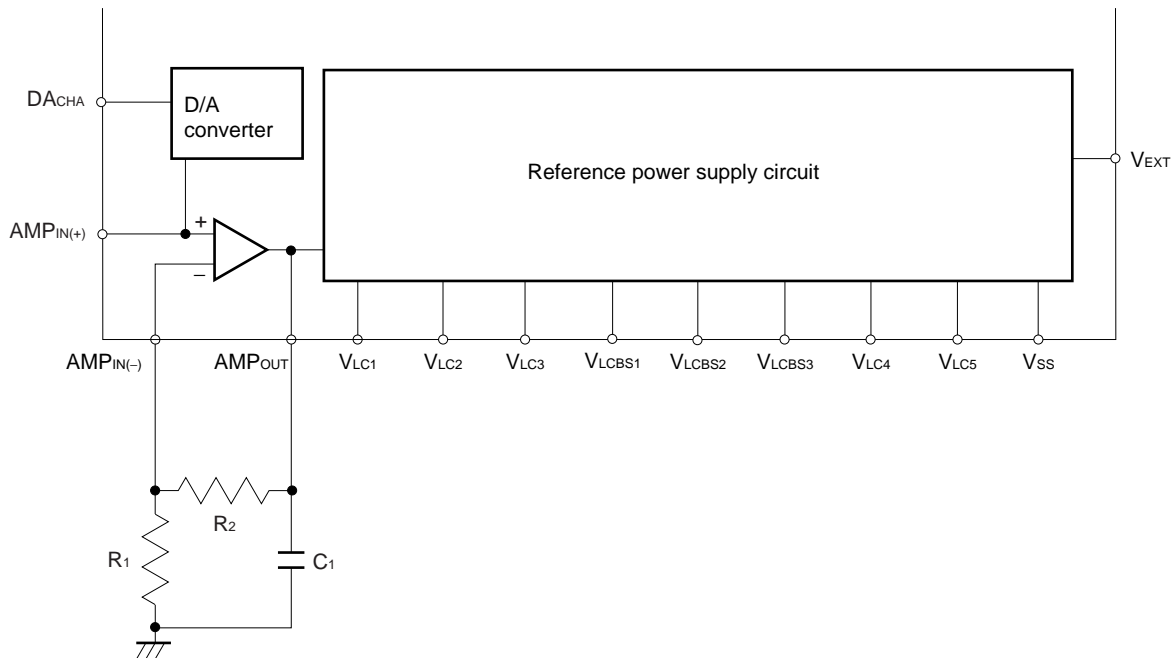 DACHA
D/A
converter
Reference power supply circuit
VEXT
AMPIN(+)
+
−
AMPIN(−)
AMPOUT
VLC1
VLC2
VLC3
VLCBS1
VLCBS2
VLCBS3
VLC4
VLC5
VSS
R2
R1
C1